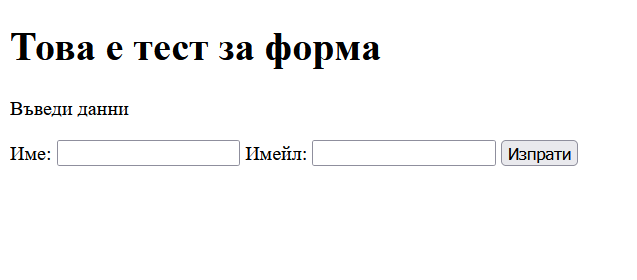 Това е тест за форма
Въведи данни
Име: Имейл: Изпрати